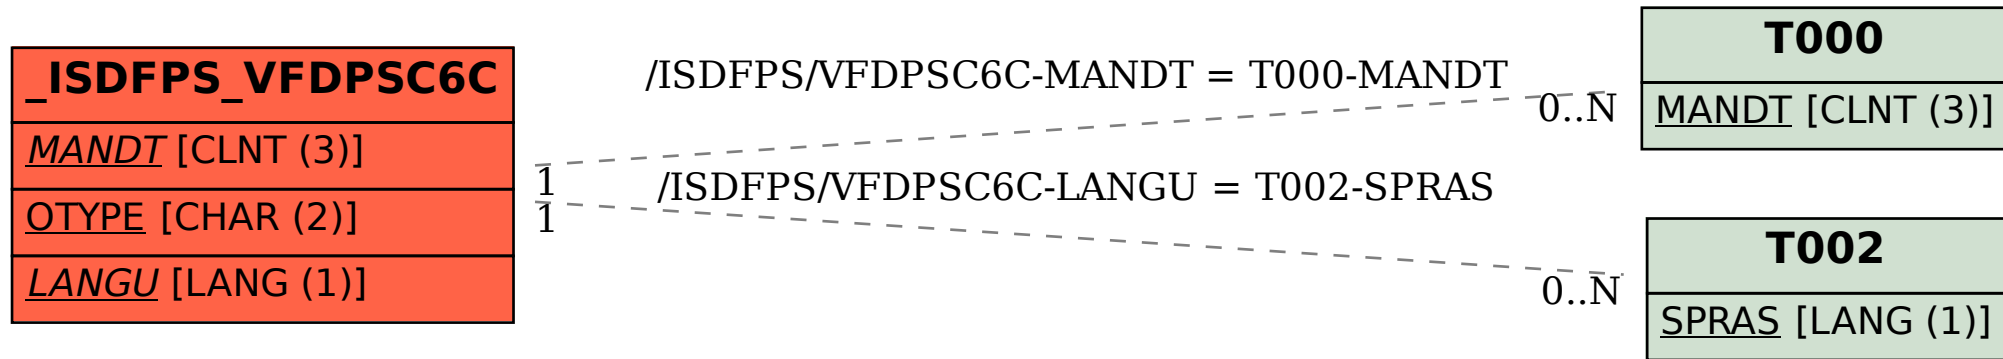 _ISDFPS_VFDPSC6C
MANDT [CLNT (3)]
OTYPE [CHAR (2)]
LANGU [LANG (1)]
/ISDFPS/VFDPSC6C-MANDT = T000-MANDT
0..N
1
/ISDFPS/VFDPSC6C-LANGU = T002-SPRAS
1
0..N
T000
MANDT [CLNT (3)]
T002
SPRAS [LANG (1)]